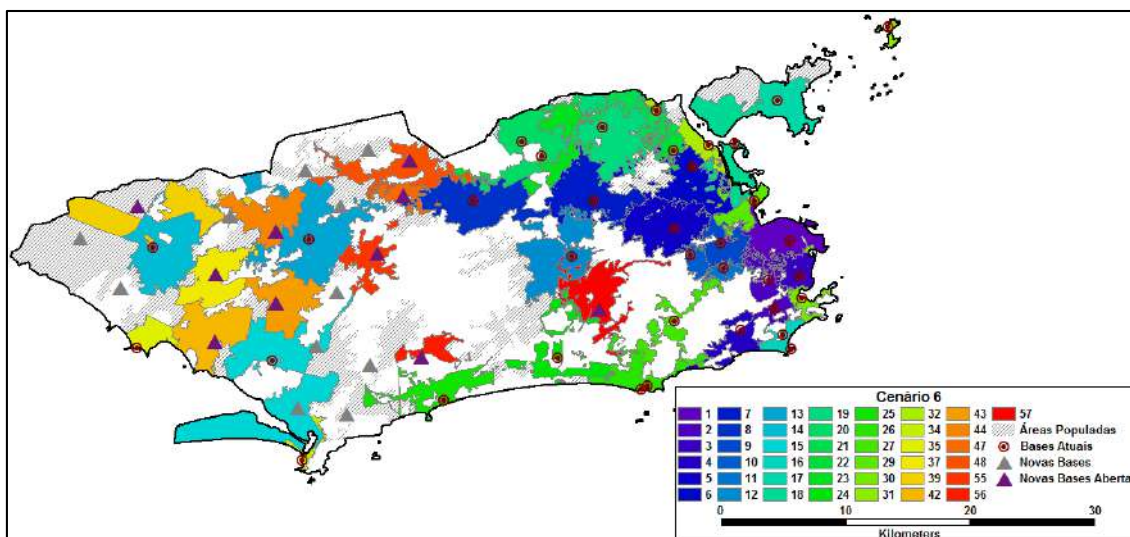 Cenário 6
1 7 13 19 25 32 43 57
2 8 14 20 26 34 44 Áreas Populadas
3 9 15 21 27 35 47 Bases Atuais
4 10 16 22 29 37 48 Novas Bases
5 11 17 23 30 39 55 Novas Bases Aberta
6 12 18 24 31 42 56
0 10 20 30
Kilometers